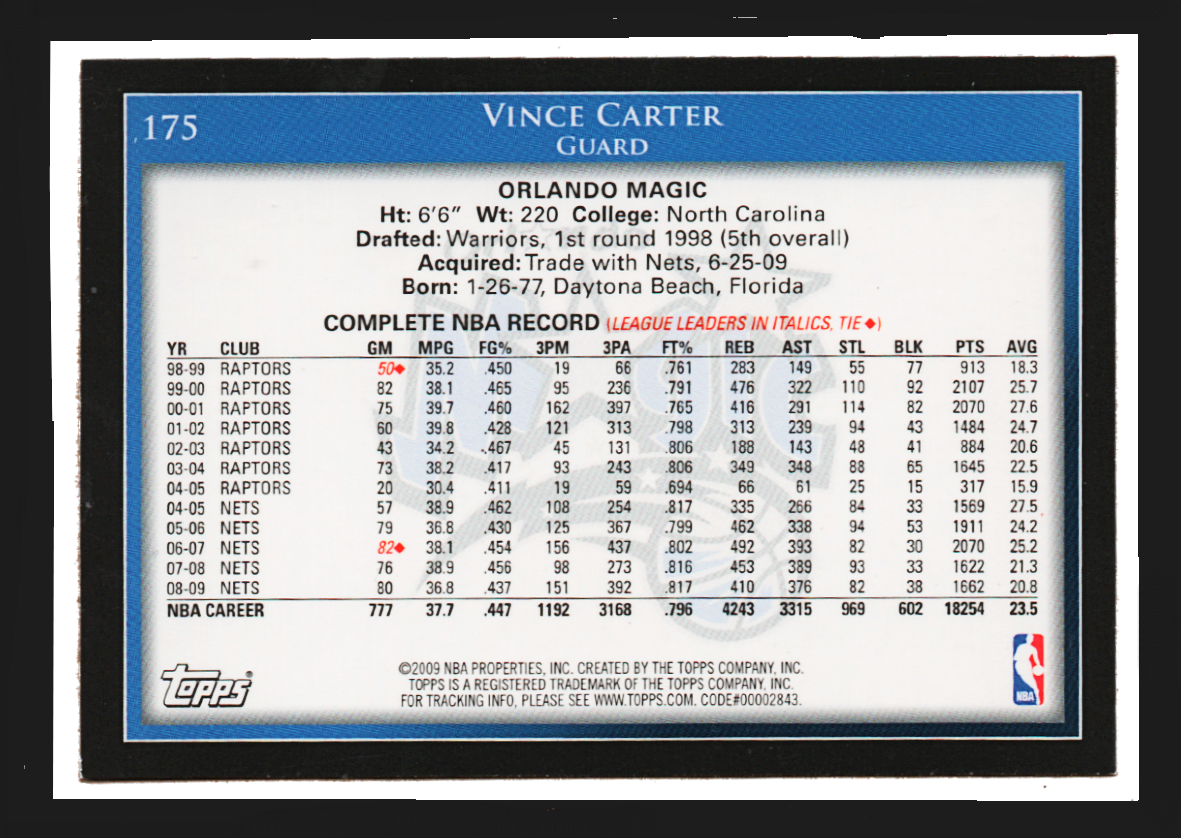 175
VINCE CARTER
GUARD
ORLANDO MAGIC
Ht: 6'6" Wt: 220 College: North Carolina
Drafted: Warriors, 1st round 1998 (5th overall)
Acquired: Trade with Nets, 6-25-09
Born: 1-26-77, Daytona Beach, Florida
COMPLETE NBA RECORD (LEAGUE LEADERS IN ITALICS, TIE ◆)
YR CLUB GM MPG FG% 3PM 3PA FT% REB AST STL BLK PTS AVG
98-99 RAPTORS 50◆ 35.2 .450 19 66 .761 283 149 55 77 913 18.3
99-00 RAPTORS 82 38.1 .465 95 236 .791 476 322 110 92 2107 25.7
00-01 RAPTORS 75 39.7 .460 162 397 .765 416 291 114 82 2070 27.6
01-02 RAPTORS 60 39.8 .428 121 313 .798 313 239 94 43 1484 24.7
02-03 RAPTORS 43 34.2 .467 45 131 .806 188 143 48 41 884 20.6
03-04 RAPTORS 73 38.2 .417 93 243 .806 349 348 88 65 1645 22.5
04-05 RAPTORS 20 30.4 .411 19 59 .694 66 61 25 15 317 15.9
04-05 NETS 57 38.9 .462 108 254 .817 335 266 84 33 1569 27.5
05-06 NETS 79 36.8 .430 125 367 .799 462 338 94 53 1911 24.2
06-07 NETS 82◆ 38.1 .454 156 437 .802 492 393 82 30 2070 25.2
07-08 NETS 76 38.9 .456 98 273 .816 453 389 93 33 1622 21.3
08-09 NETS 80 36.8 .437 151 392 .817 410 376 82 38 1662 20.8
NBA CAREER 777 37.7 .447 1192 3168 .796 4243 3315 969 602 18254 23.5
topps®
©2009 NBA PROPERTIES, INC. CREATED BY THE TOPPS COMPANY, INC.
TOPPS IS A REGISTERED TRADEMARK OF THE TOPPS COMPANY, INC.
FOR TRACKING INFO, PLEASE SEE WWW.TOPPS.COM. CODE#00002843.
NBA